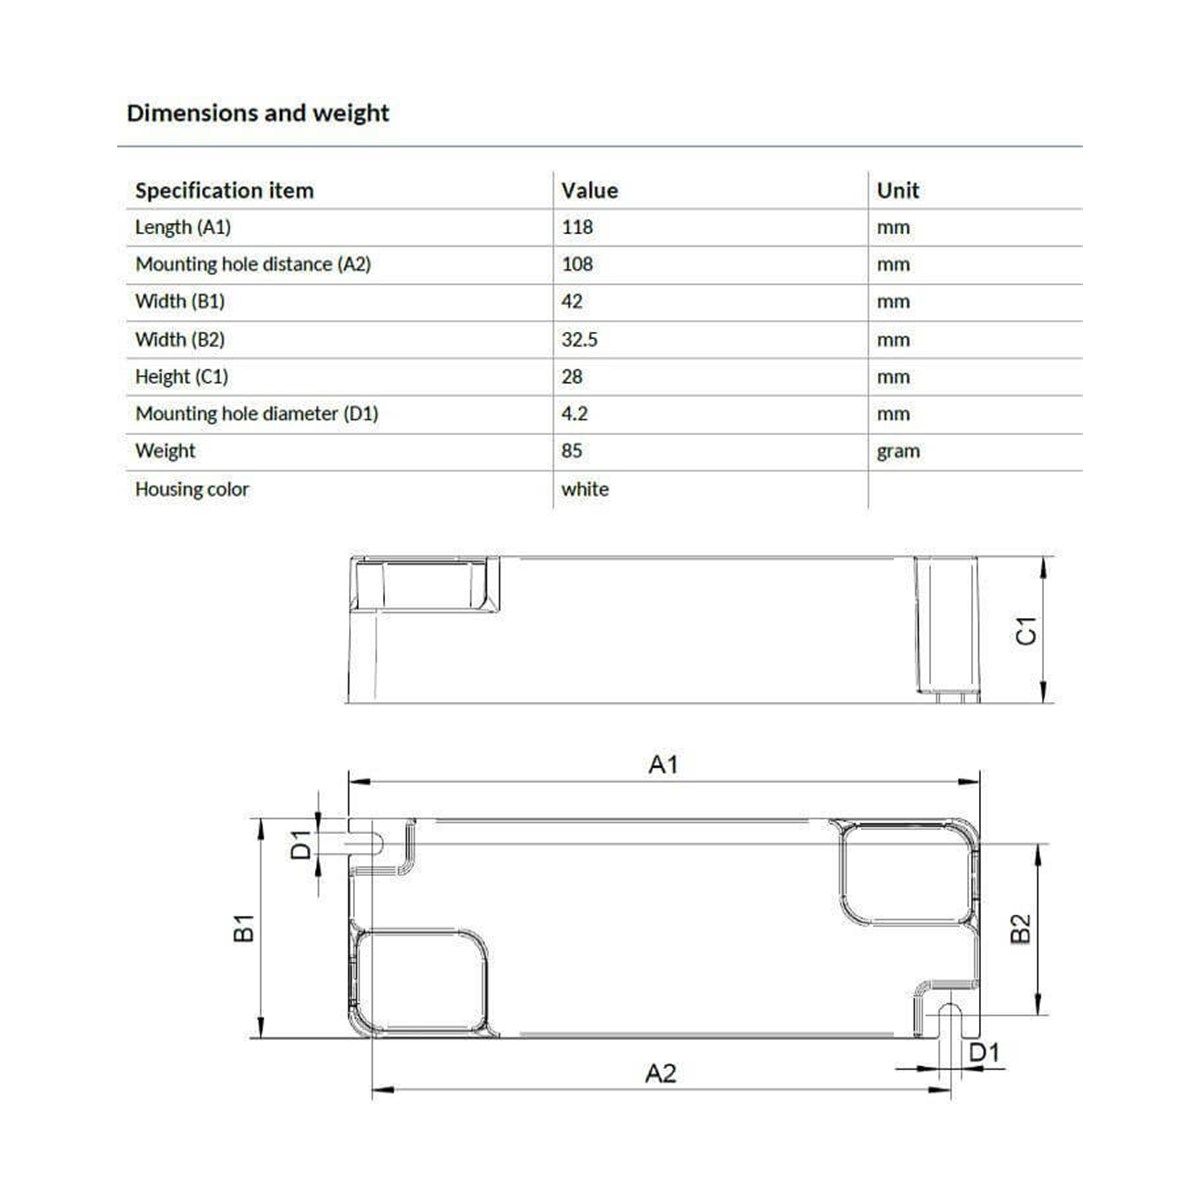 Dimensions and weight
Specification item Value Unit
Length (A1) 118 mm
Mounting hole distance (A2) 108 mm
Width (B1) 42 mm
Width (B2) 32.5 mm
Height (C1) 28 mm
Mounting hole diameter (D1) 4.2 mm
Weight 85 gram
Housing color white
C1
A1
D1
B1
B2
D1
A2